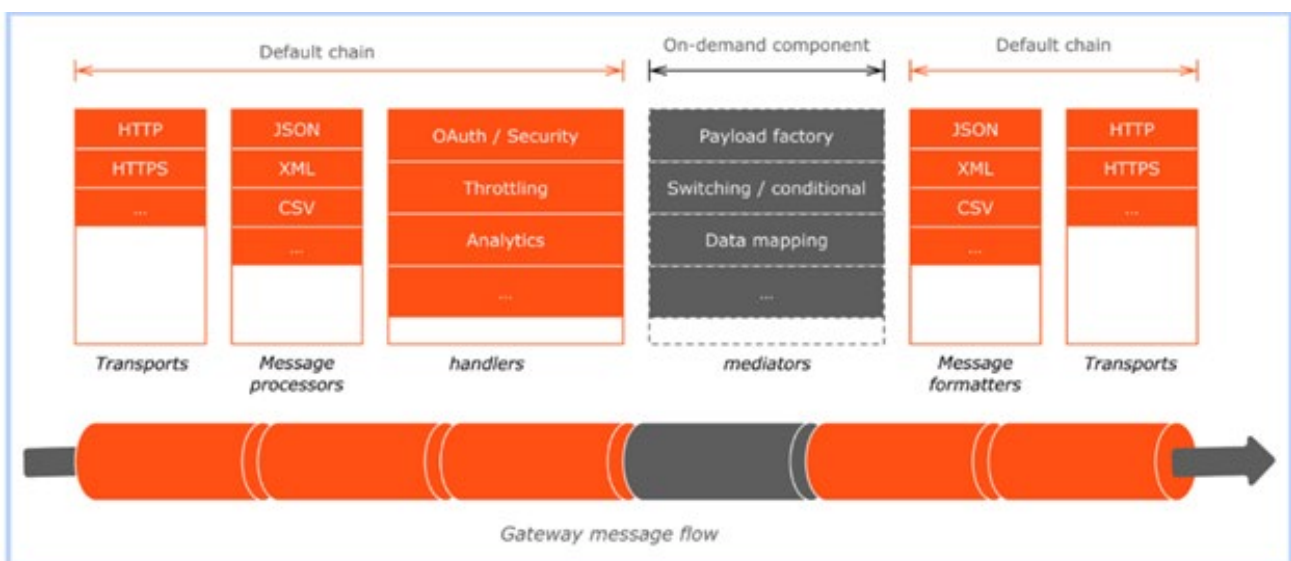 Default chain
On-demand component
Default chain
HTTP
HTTPS
...
Transports
JSON
XML
CSV
...
Message
processors
OAuth / Security
Throttling
Analytics
...
handlers
Payload factory
Switching / conditional
Data mapping
...
mediators
JSON
XML
CSV
...
Message
formatters
HTTP
HTTPS
...
Transports
Gateway message flow